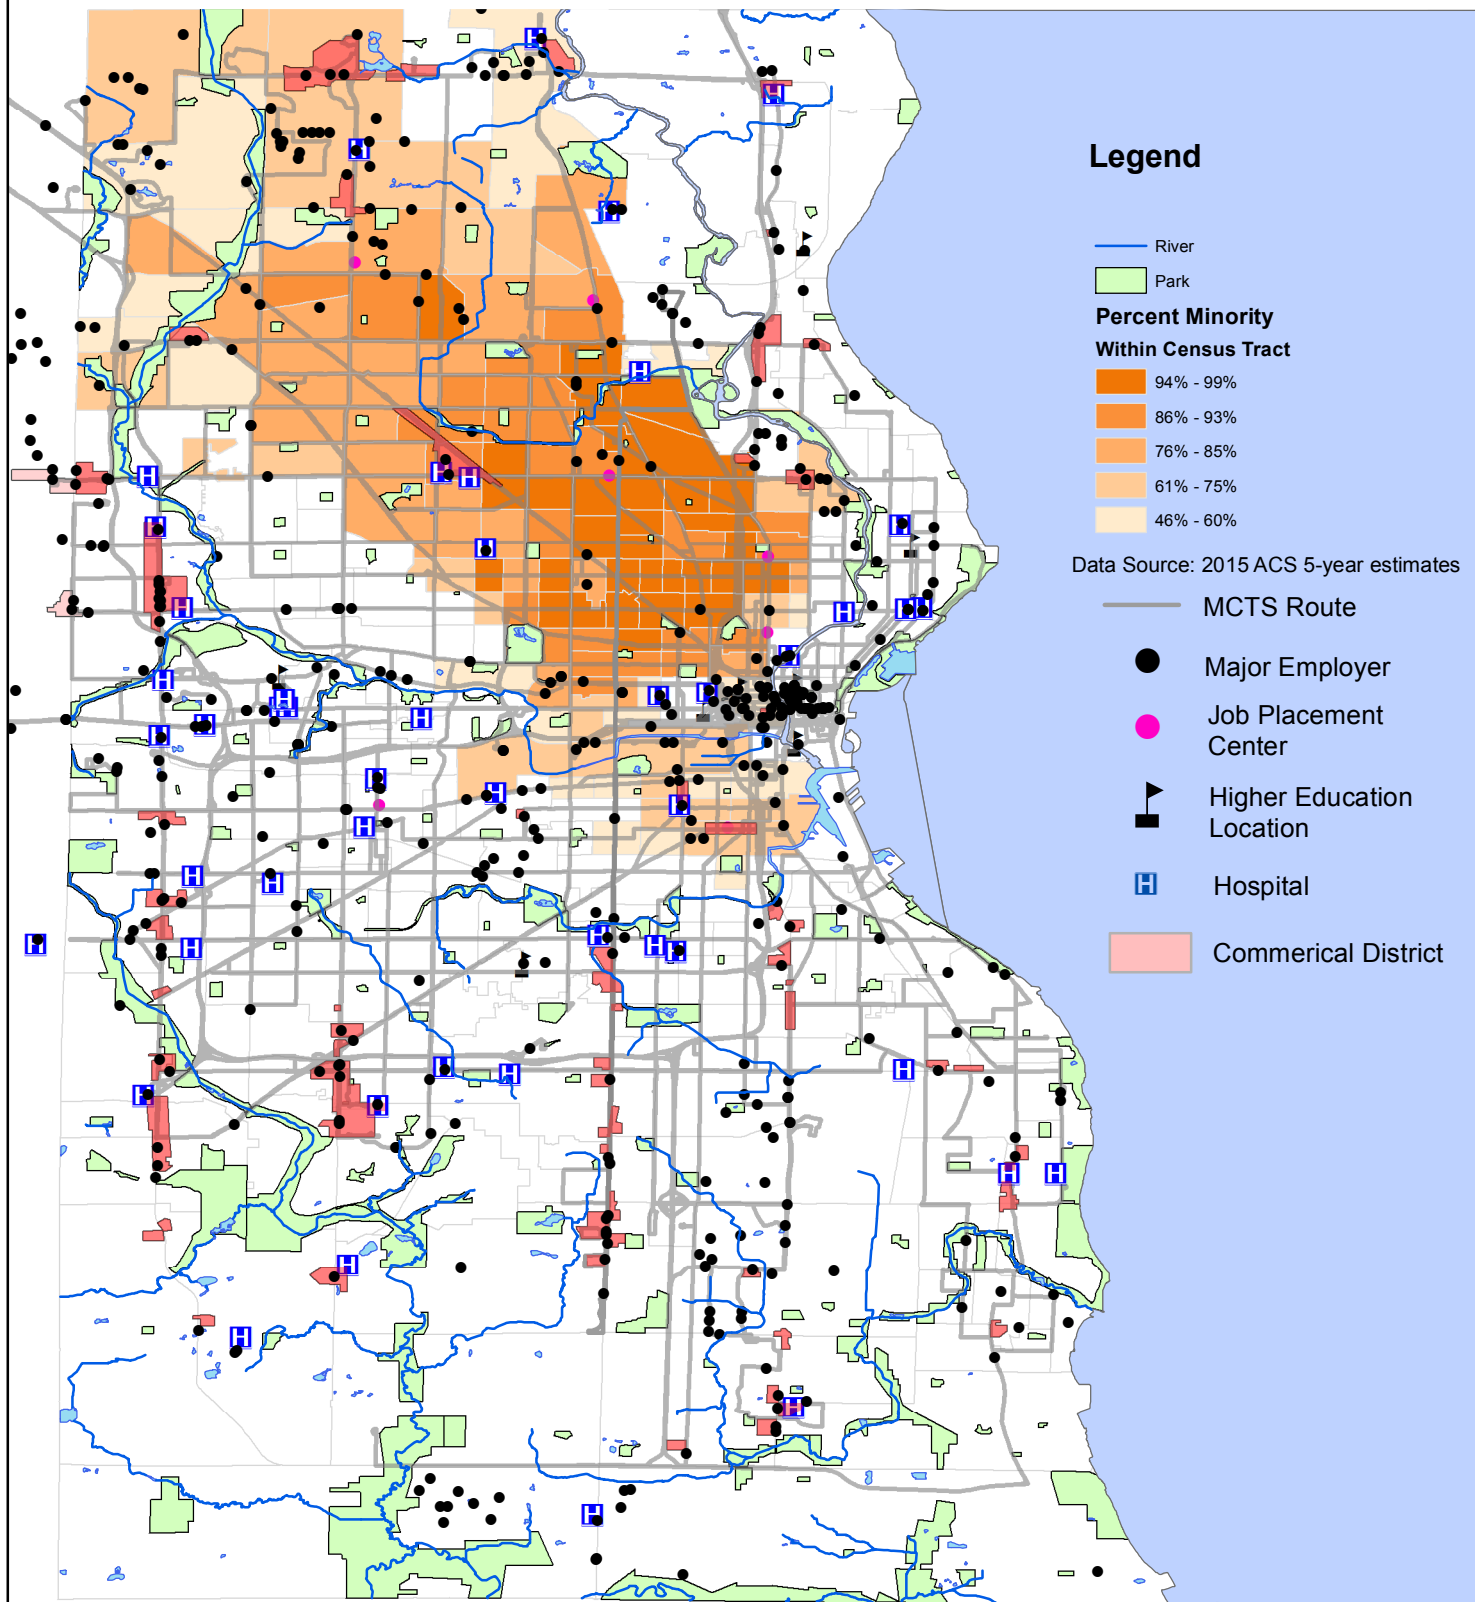 Legend
River
Park
Percent Minority
Within Census Tract
94% - 99%
86% - 93%
76% - 85%
61% - 75%
46% - 60%
Data Source: 2015 ACS 5-year estimates
MCTS Route
Major Employer
Job Placement
Center
Higher Education
Location
H Hospital
Commerical District